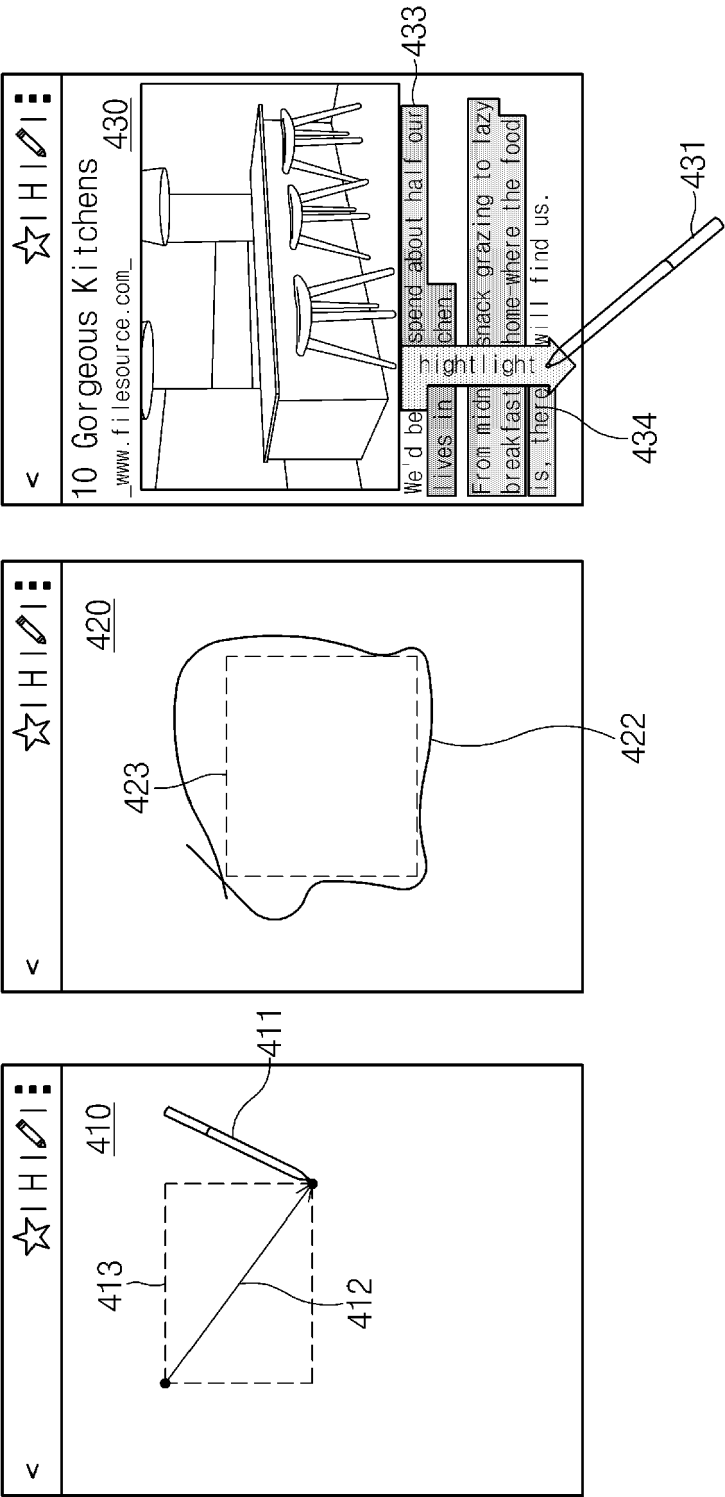 < ☆ | H | |
410
413
412
411
< ☆ | H | |
420
423
422
< ☆ | H | |
10 Gorgeous Kitchens
_www.filesource.com_ 430
We'd be spend about half our 433
lives in chen.
hightlight
From midn snack grazing to lazy
breakfast home where the food
is, there will find us.
434
431